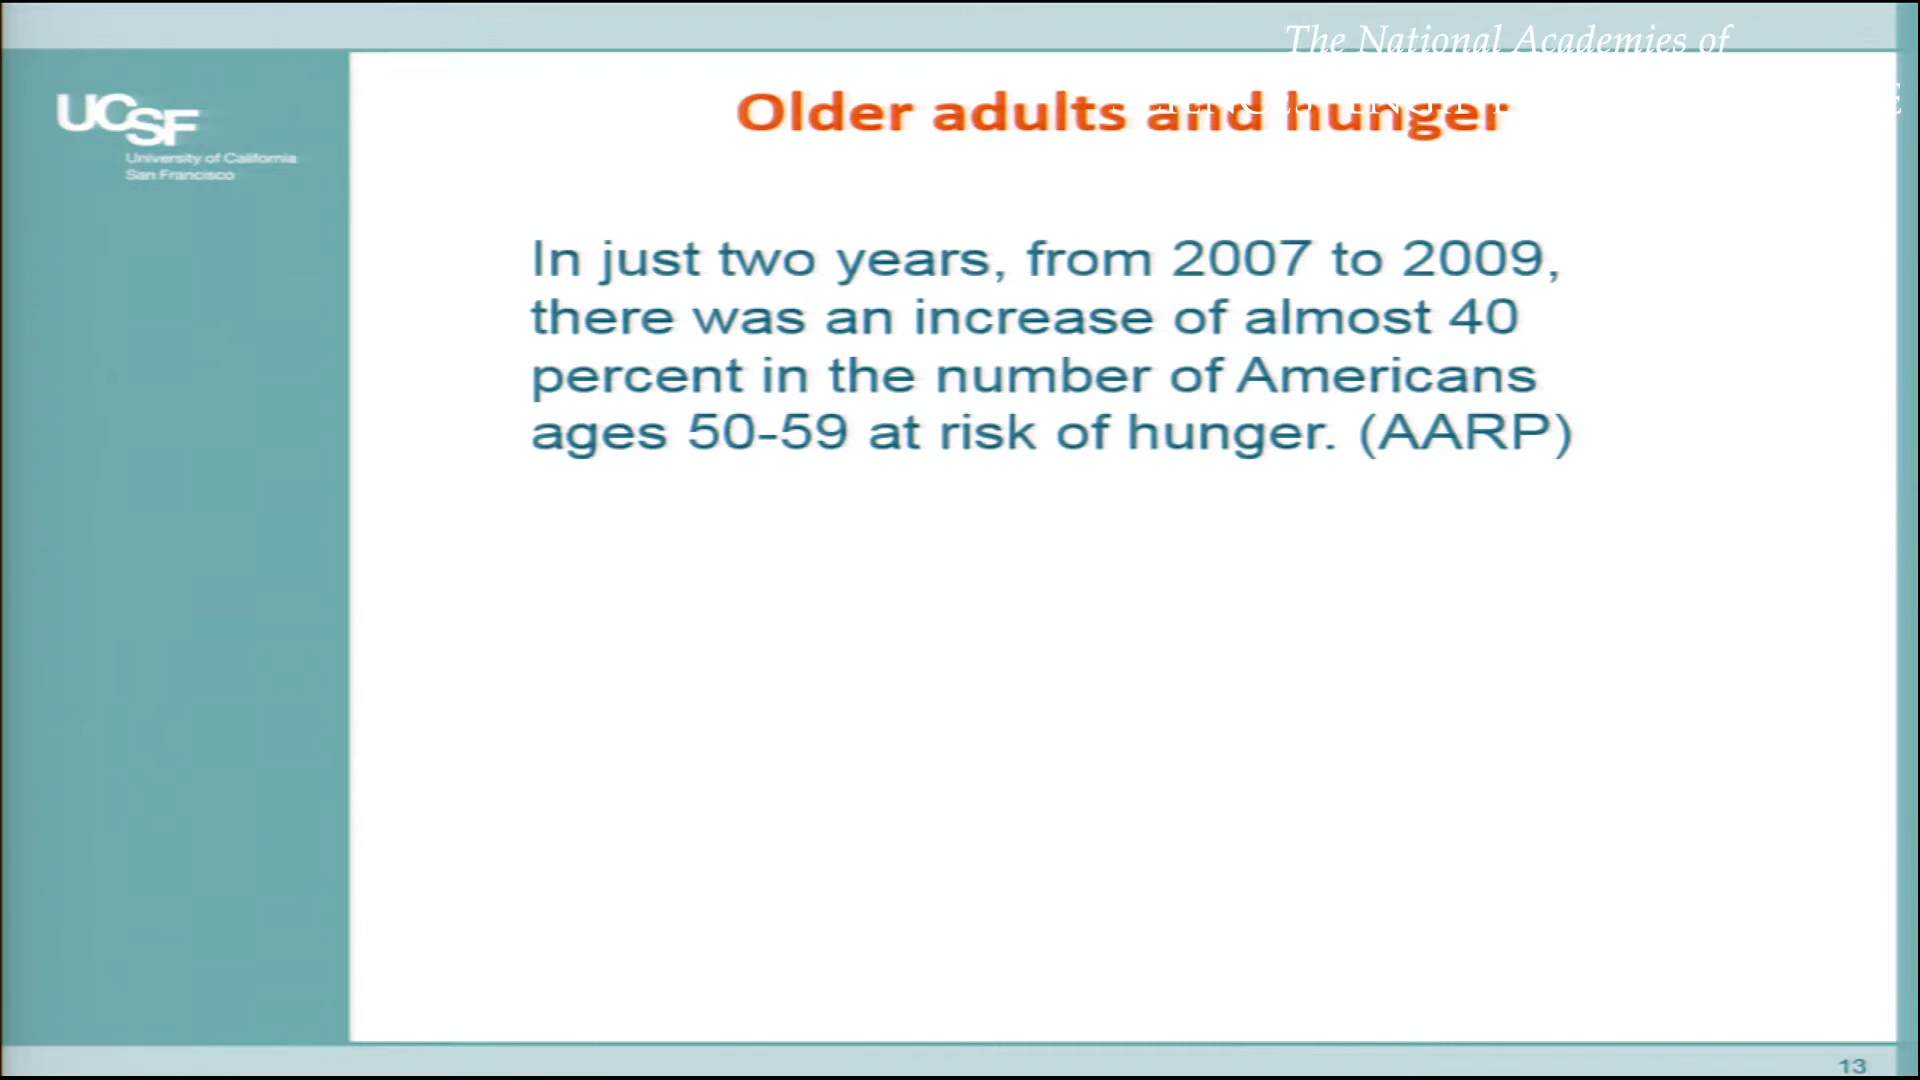 The National Academies of
UCSF
University of California
San Francisco
Older adults and hunger
In just two years, from 2007 to 2009,
there was an increase of almost 40
percent in the number of Americans
ages 50-59 at risk of hunger. (AARP)
13